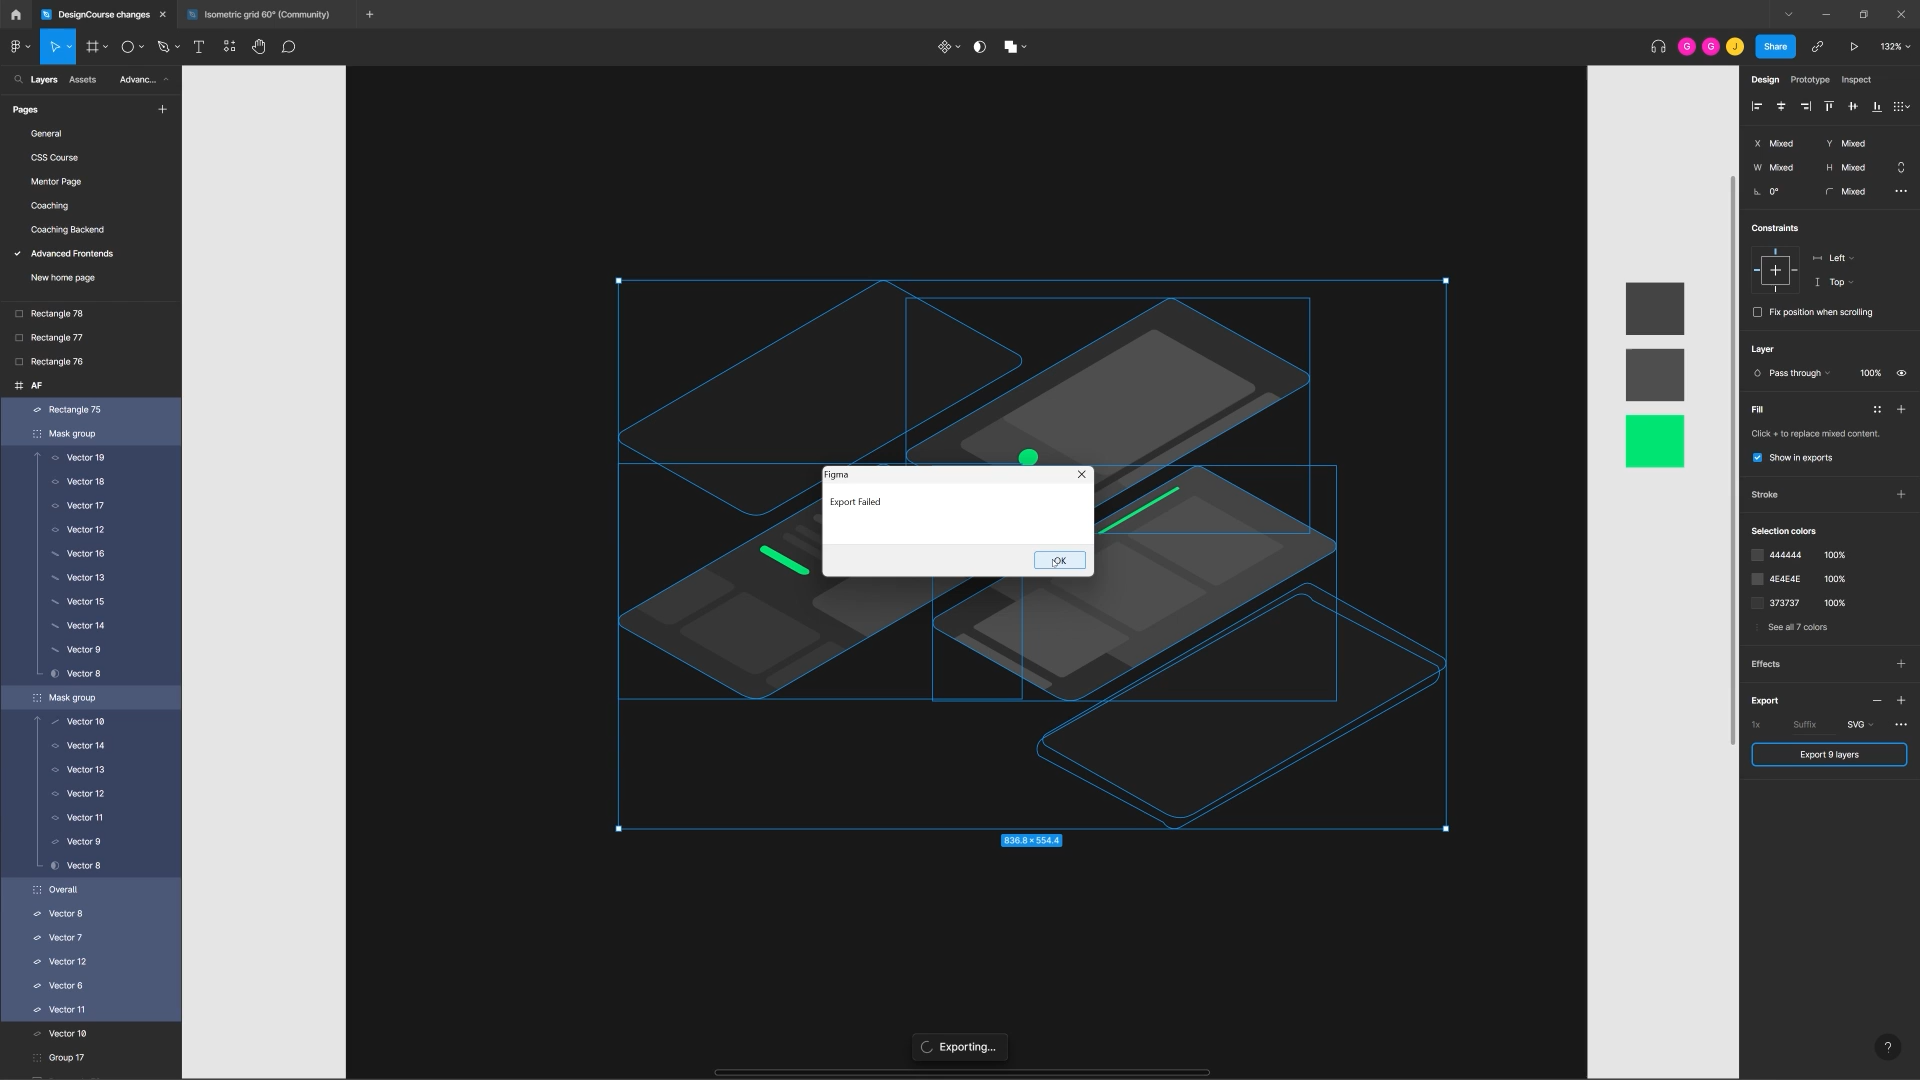 DesignCourse changes
Isometric grid 60° (Community)
G
G
J
Share
132%
Layers
Assets
Advanc...
Pages
General
CSS Course
Mentor Page
Coaching
Coaching Backend
Advanced Frontends
New home page
Rectangle 78
Rectangle 77
Rectangle 76
AF
Rectangle 75
Mask group
Vector 19
Vector 18
Vector 17
Vector 12
Vector 16
Vector 13
Vector 15
Vector 14
Vector 9
Vector 8
Mask group
Vector 10
Vector 14
Vector 13
Vector 12
Vector 11
Vector 9
Vector 8
Overall
Vector 8
Vector 7
Vector 12
Vector 6
Vector 11
Vector 10
Group 17
Figma
Export Failed
OK
836.8 × 554.4
Exporting...
Design
Prototype
Inspect
X Mixed
Y Mixed
W Mixed
H Mixed
0°
Mixed
Constraints
Left
Top
Fix position when scrolling
Layer
Pass through
100%
Fill
Click + to replace mixed content.
Show in exports
Stroke
Selection colors
444444 100%
4E4E4E 100%
373737 100%
See all 7 colors
Effects
Export
1x
Suffix
SVG
Export 9 layers
?